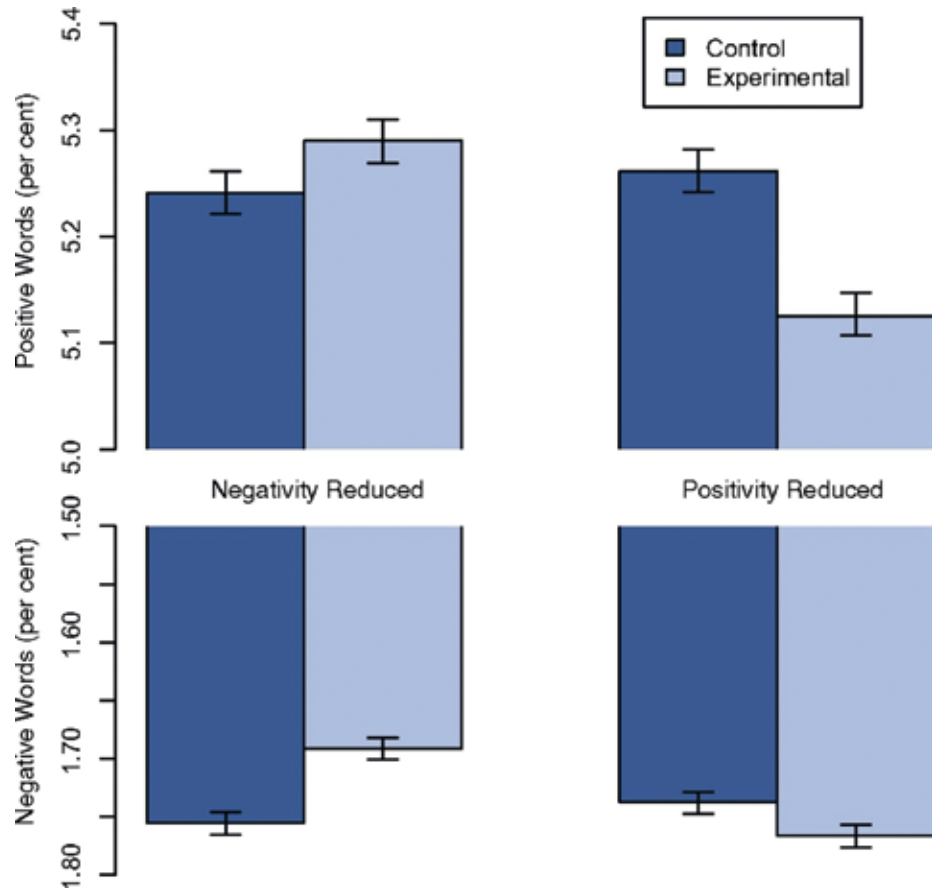 Positive Words (per cent)
5.4
5.3
5.2
5.1
5.0
Control
Experimental
Negativity Reduced
Positivity Reduced
Negative Words (per cent)
1.50
1.60
1.70
1.80